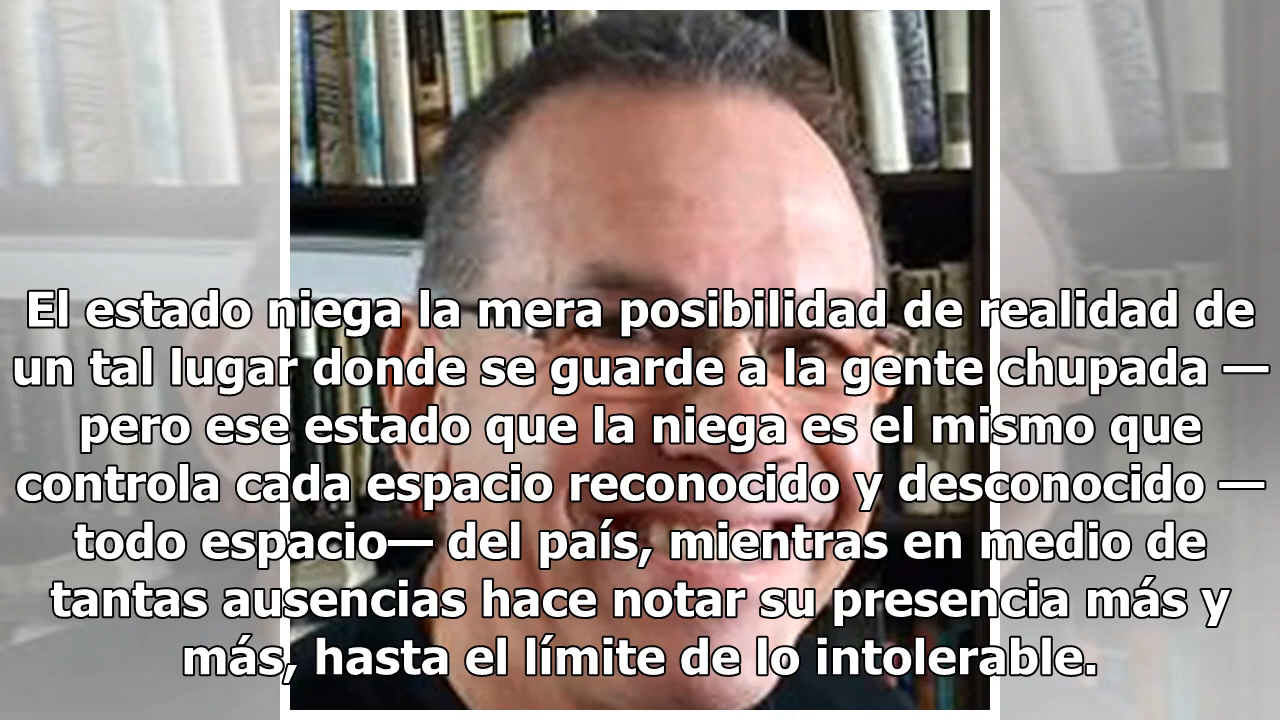 El estado niega la mera posibilidad de realidad de
un tal lugar donde se guarde a la gente chupada —
pero ese estado que la niega es el mismo que
controla cada espacio reconocido y desconocido —
todo espacio— del país, mientras en medio de
tantas ausencias hace notar su presencia más y
más, hasta el límite de lo intolerable.